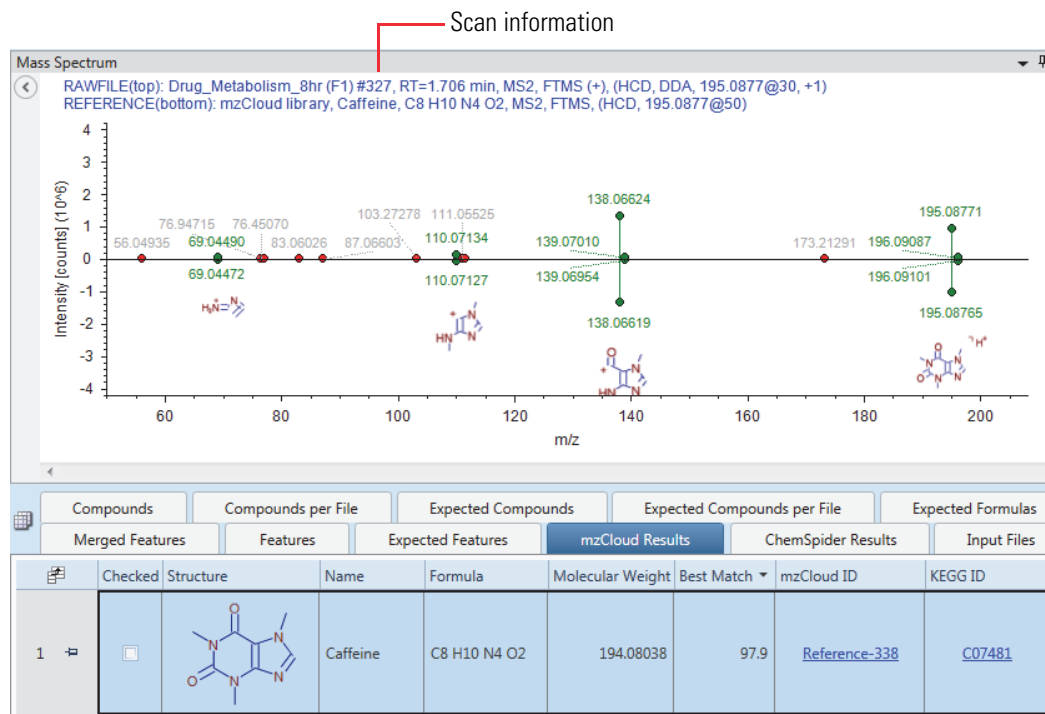 Scan information
Mass Spectrum
RAWFILE(top): Drug_Metabolism_8hr (F1) #327, RT=1.706 min, MS2, FTMS (+), (HCD, DDA, 195.0877@30, +1)
REFERENCE(bottom): mzCloud library, Caffeine, C8 H10 N4 O2, MS2, FTMS, (HCD, 195.0877@50)
Intensity [counts] (10^6)
4
3
2
1
0
-1
-2
-3
-4
138.06624
195.08771
76.94715 76.45070 103.27278 111.05525
56.04935 69.04490 83.06026 87.06603 110.07134 139.07010 173.21291 196.09087
69.04472 110.07127 139.06954 196.09101
138.06619 195.08765
H₂N N
HN N N
O N HN N
O N O N N N H+
60 80 100 120 140 160 180 200
m/z
Compounds Compounds per File Expected Compounds Expected Compounds per File Expected Formulas
Merged Features Features Expected Features mzCloud Results ChemSpider Results Input Files
Checked Structure Name Formula Molecular Weight Best Match mzCloud ID KEGG ID
1 Caffeine C8 H10 N4 O2 194.08038 97.9 Reference-338 C07481
O N N O N N